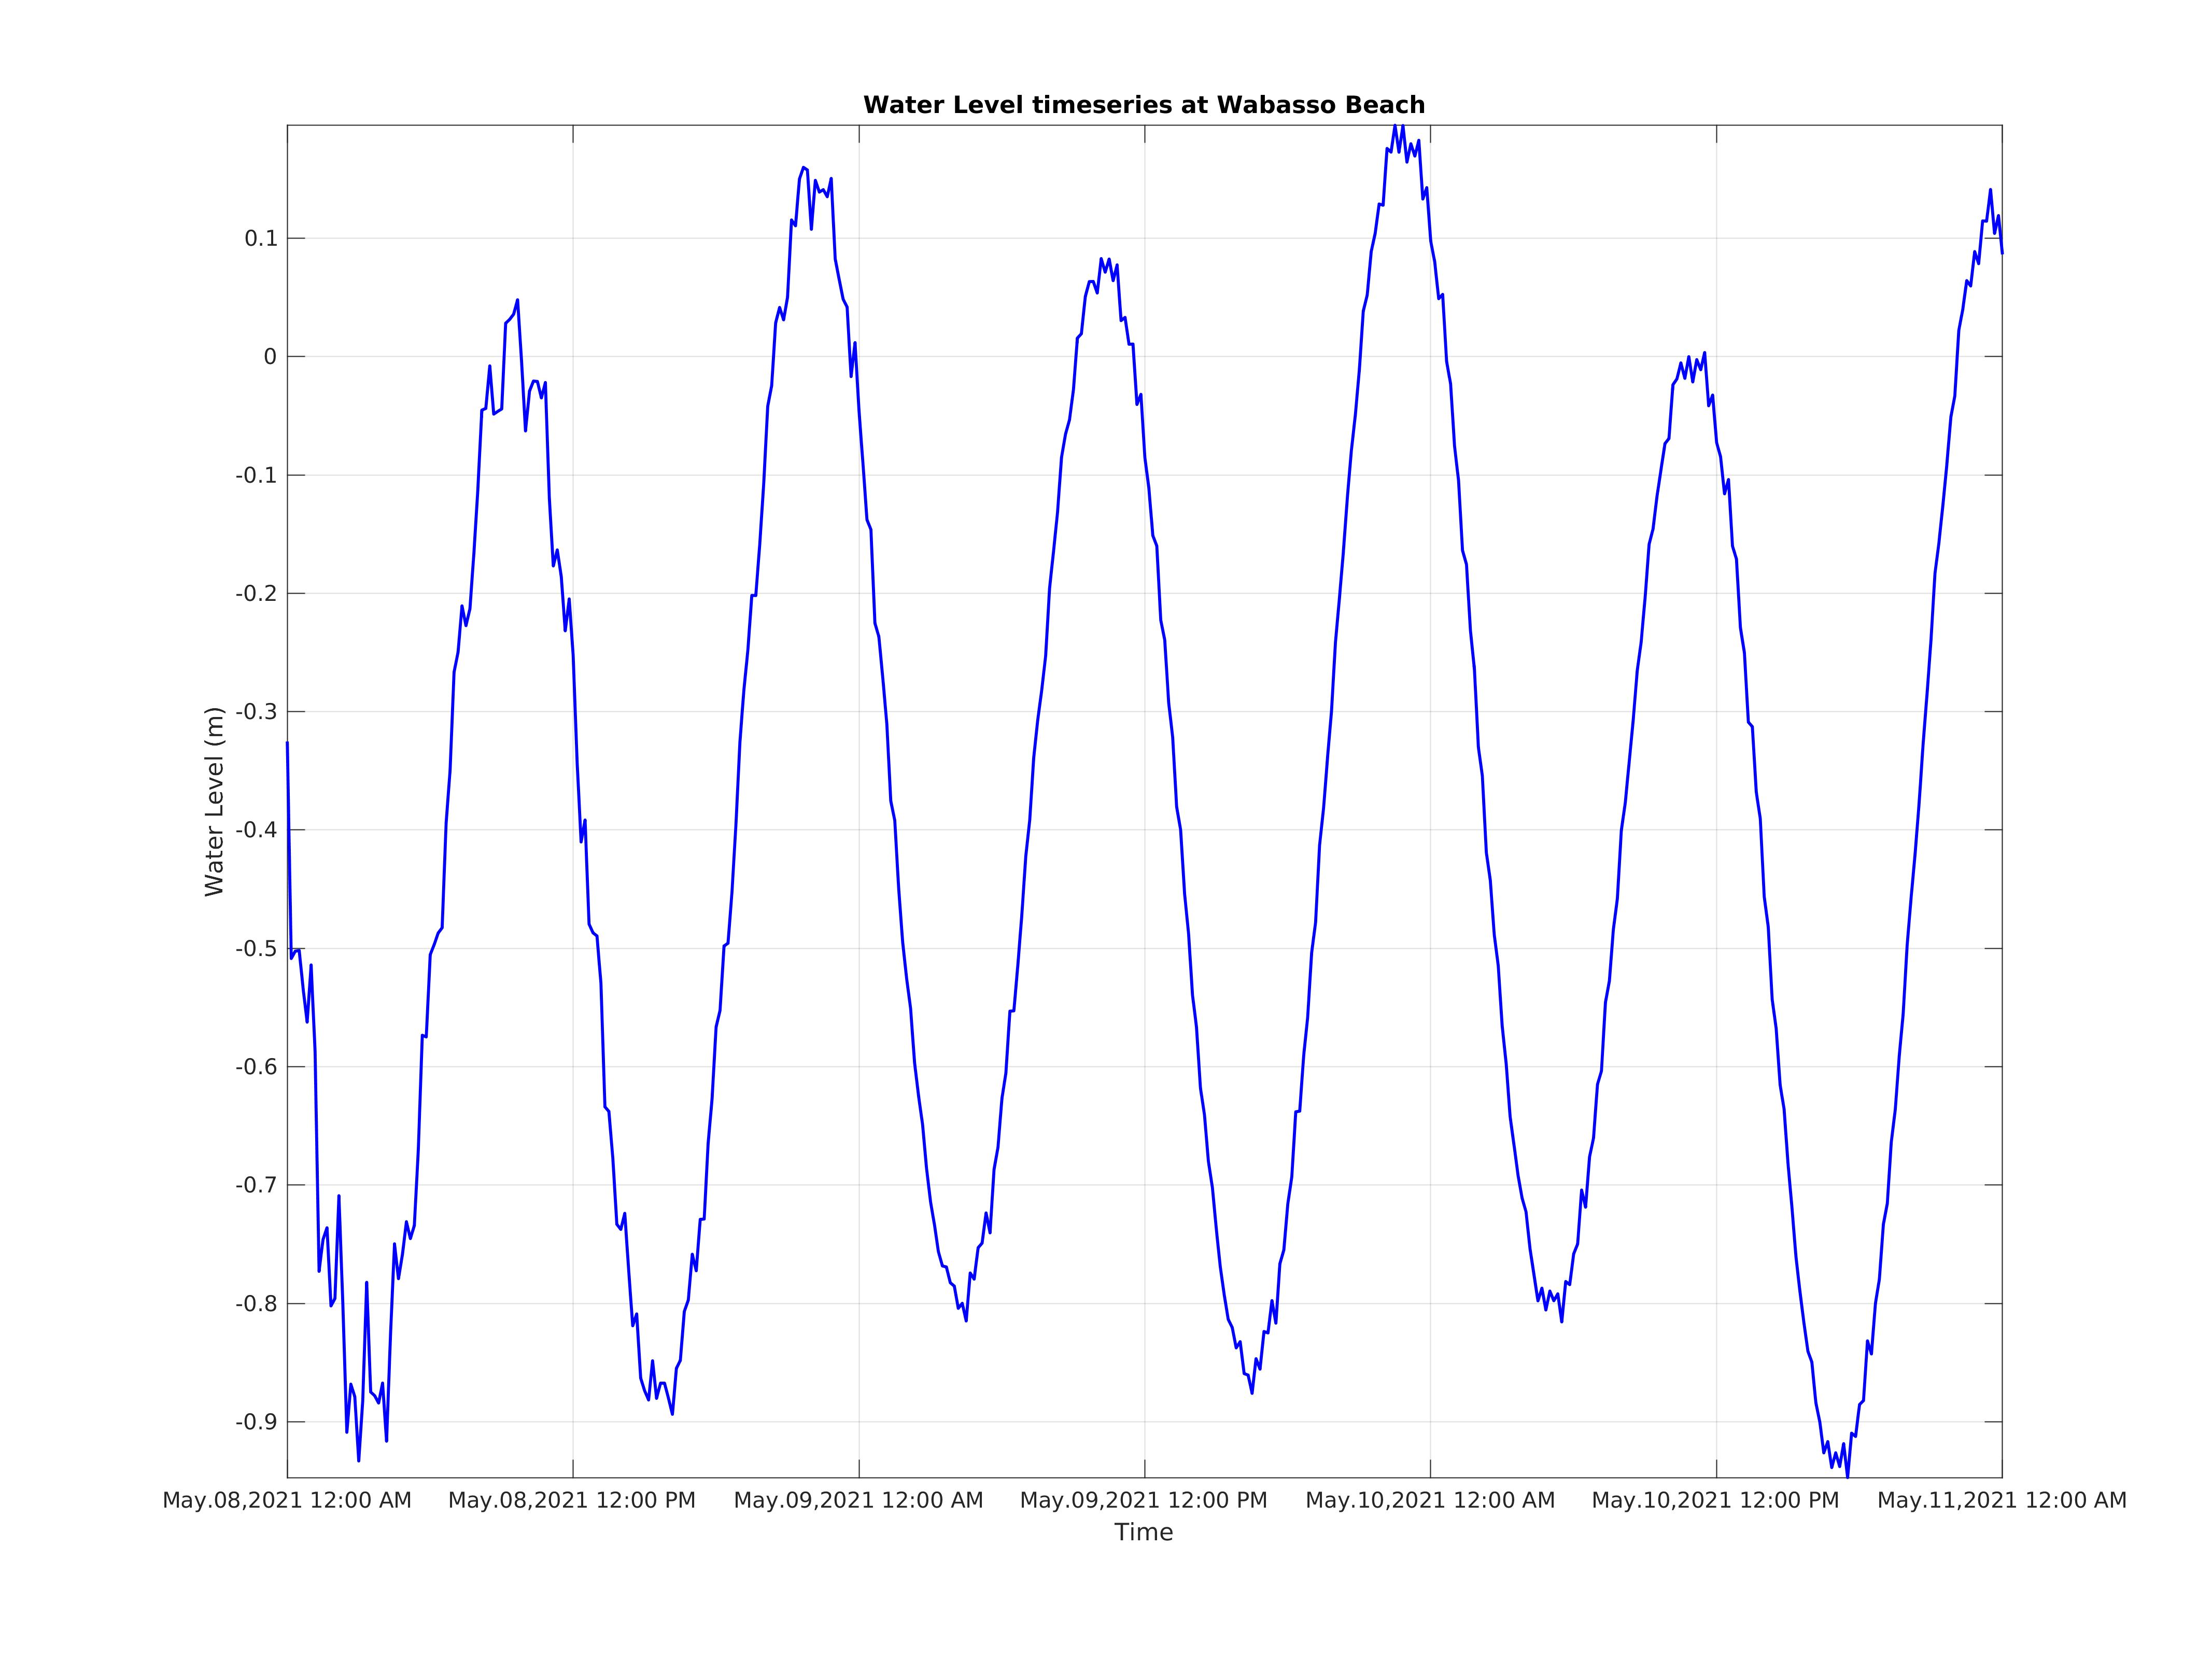 Water Level timeseries at Wabasso Beach
0.1
0
-0.1
-0.2
-0.3
-0.4
-0.5
-0.6
-0.7
-0.8
-0.9
Water Level (m)
May.08,2021 12:00 AM May.08,2021 12:00 PM May.09,2021 12:00 AM May.09,2021 12:00 PM May.10,2021 12:00 AM May.10,2021 12:00 PM May.11,2021 12:00 AM
Time